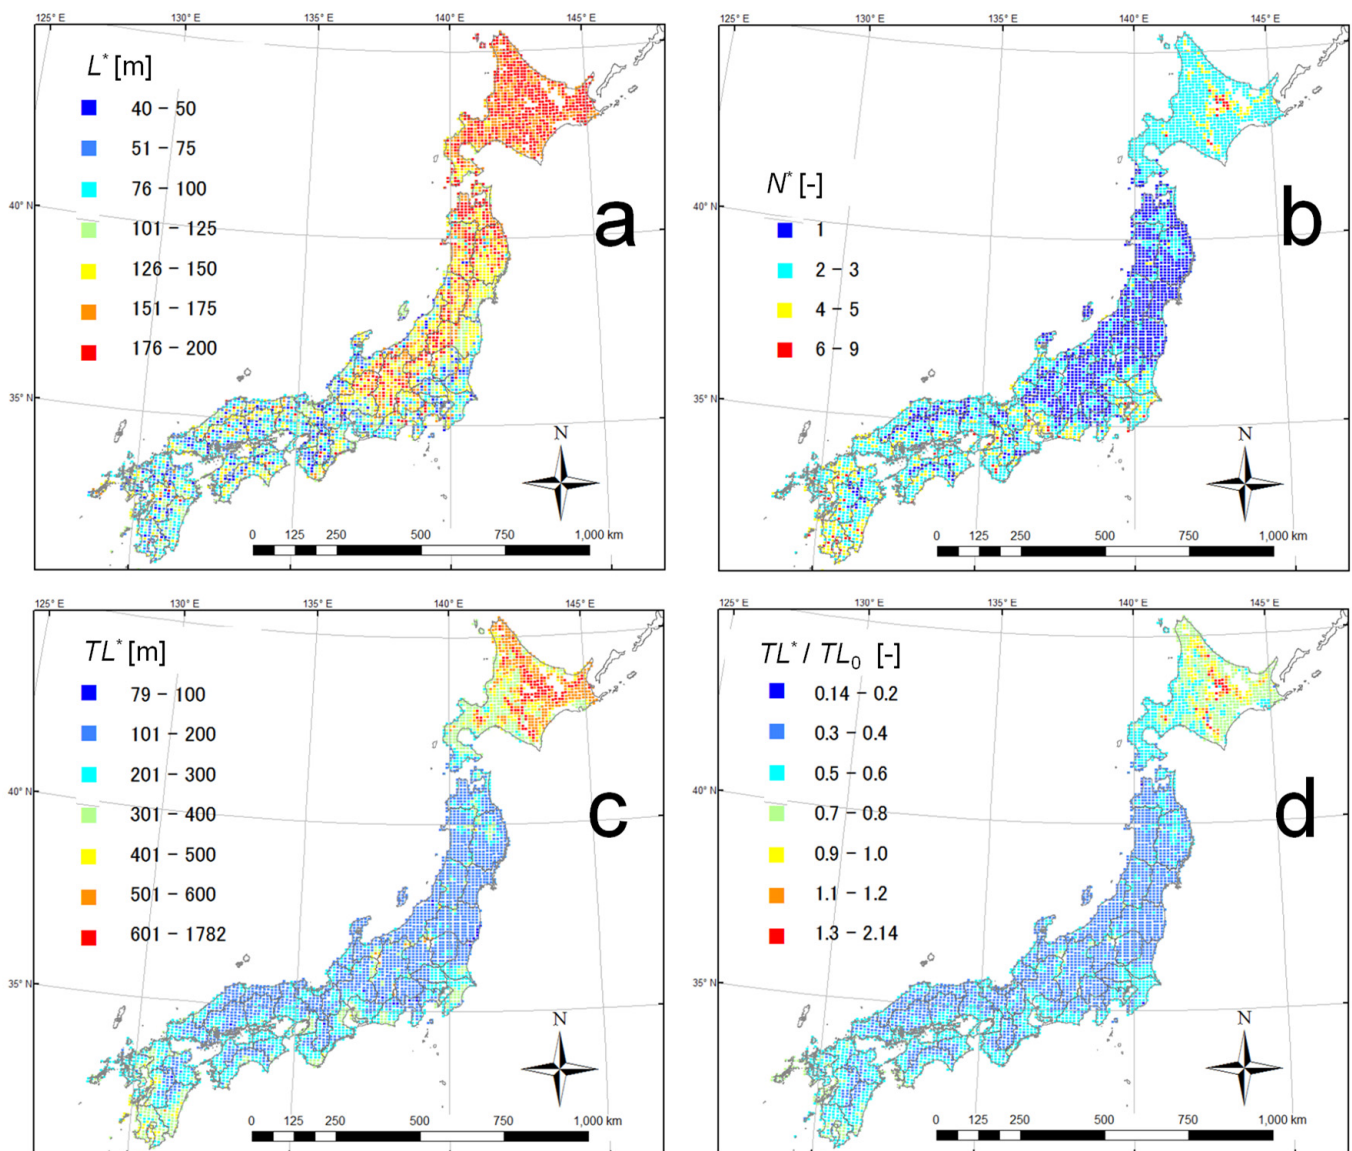 125° E 130° E 135° E 140° E 145° E
L* [m]
40 – 50
51 – 75
76 – 100
101 – 125
126 – 150
151 – 175
176 – 200
40° N
35° N
a
N
0 125 250 500 750 1,000 km
125° E 130° E 135° E 140° E 145° E
N* [-]
1
2 – 3
4 – 5
6 – 9
40° N
35° N
b
N
0 125 250 500 750 1,000 km
125° E 130° E 135° E 140° E 145° E
TL* [m]
79 – 100
101 – 200
201 – 300
301 – 400
401 – 500
501 – 600
601 – 1782
40° N
35° N
c
N
0 125 250 500 750 1,000 km
125° E 130° E 135° E 140° E 145° E
TL* / TL₀ [-]
0.14 – 0.2
0.3 – 0.4
0.5 – 0.6
0.7 – 0.8
0.9 – 1.0
1.1 – 1.2
1.3 – 2.14
40° N
35° N
d
N
0 125 250 500 750 1,000 km